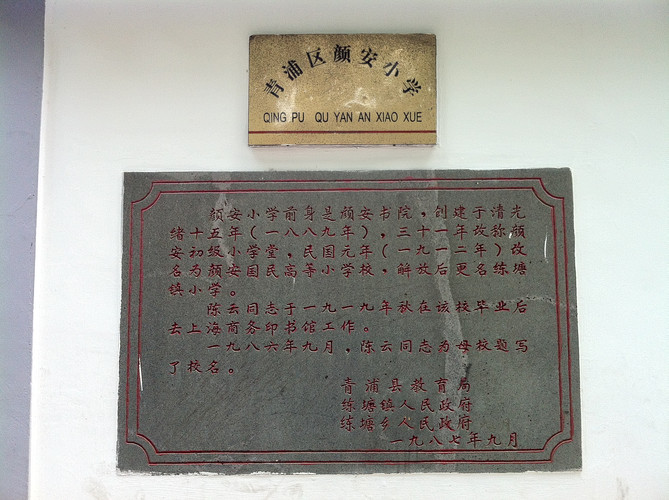 青浦区颜安小学
QING PU QU YAN AN XIAO XUE
颜安小学前身是颜安书院，创建于清光
绪十五年（一八八九年），三十一年改称颜
安初级小学堂，民国元年（一九一二年）改
名为颜安国民高等小学校，解放后更名练塘
镇小学。
陈云同志于一九一九年秋在该校毕业后
去上海商务印书馆工作。
一九八六年九月，陈云同志为母校题写
了校名。
青浦县教育局
练塘镇人民政府
练塘乡人民政府
一九八七年九月